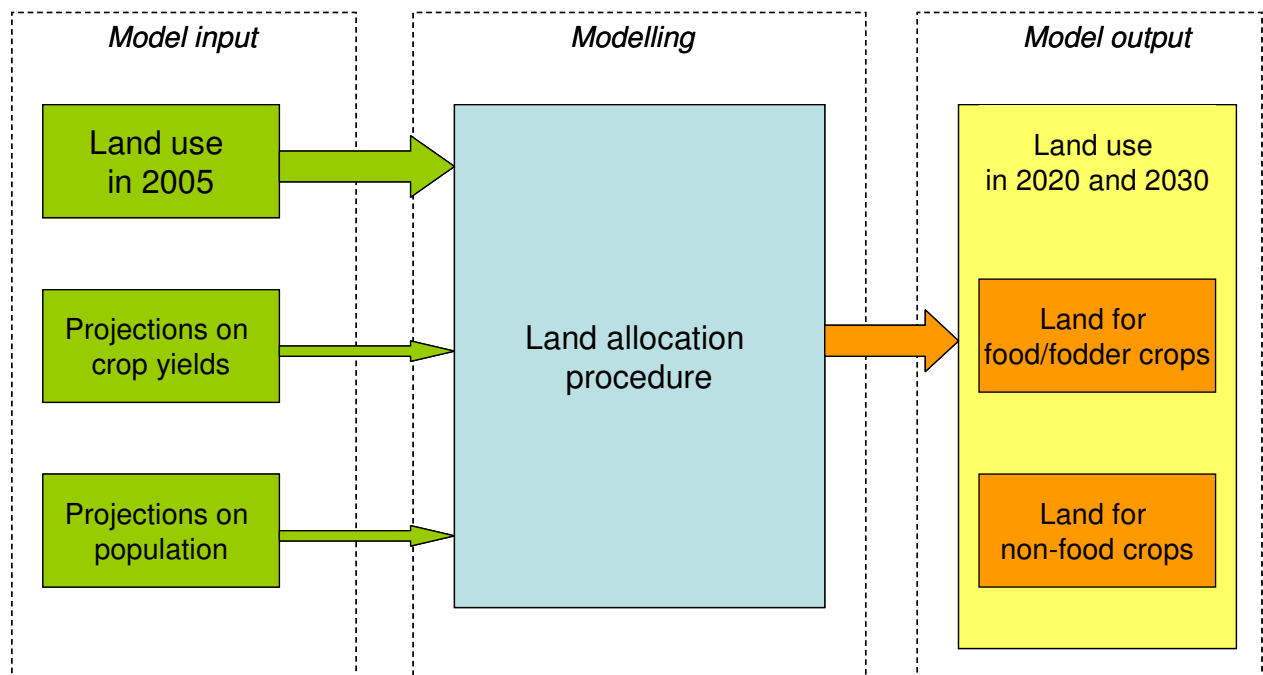 Model input
Land use
in 2005
Projections on
crop yields
Projections on
population
Modelling
Land allocation
procedure
Model output
Land use
in 2020 and 2030
Land for
food/fodder crops
Land for
non-food crops